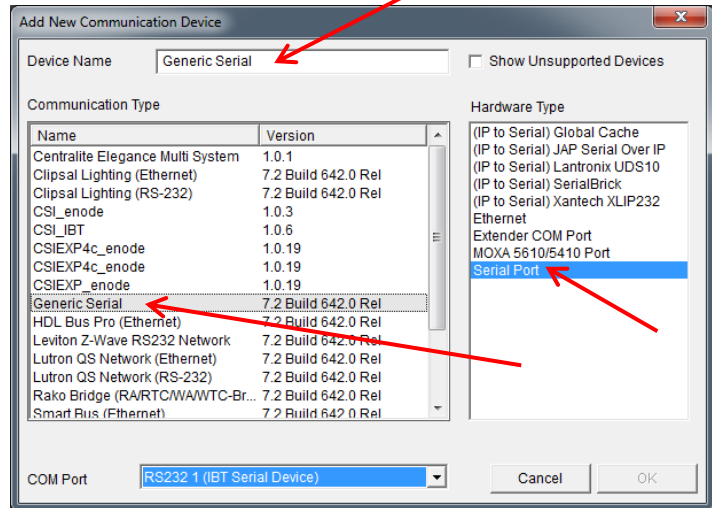 Add New Communication Device
Device Name Generic Serial Show Unsupported Devices
Communication Type Hardware Type
Name Version
Centralite Elegance Multi System 1.0.1
Clipsal Lighting (Ethernet) 7.2 Build 642.0 Rel
Clipsal Lighting (RS-232) 7.2 Build 642.0 Rel
CSI_enode 1.0.3
CSI_IBT 1.0.6
CSIEXP4c_enode 1.0.19
CSIEXP4c_enode 1.0.19
CSIEXP_enode 1.0.19
Generic Serial 7.2 Build 642.0 Rel
HDL Bus Pro (Ethernet) 7.2 Build 642.0 Rel
Leviton Z-Wave RS232 Network 7.2 Build 642.0 Rel
Lutron QS Network (Ethernet) 7.2 Build 642.0 Rel
Lutron QS Network (RS-232) 7.2 Build 642.0 Rel
Rako Bridge (RA/RTC/WA/WTC-Br... 7.2 Build 642.0 Rel
Smart Bus (Ethernet) 7.2 Build 642.0 Rel
(IP to Serial) Global Cache
(IP to Serial) JAP Serial Over IP
(IP to Serial) Lantronix UDS10
(IP to Serial) SerialBrick
(IP to Serial) Xantech XLIP232
Ethernet
Extender COM Port
MOXA 5610/5410 Port
Serial Port
COM Port RS232 1 (IBT Serial Device) Cancel OK